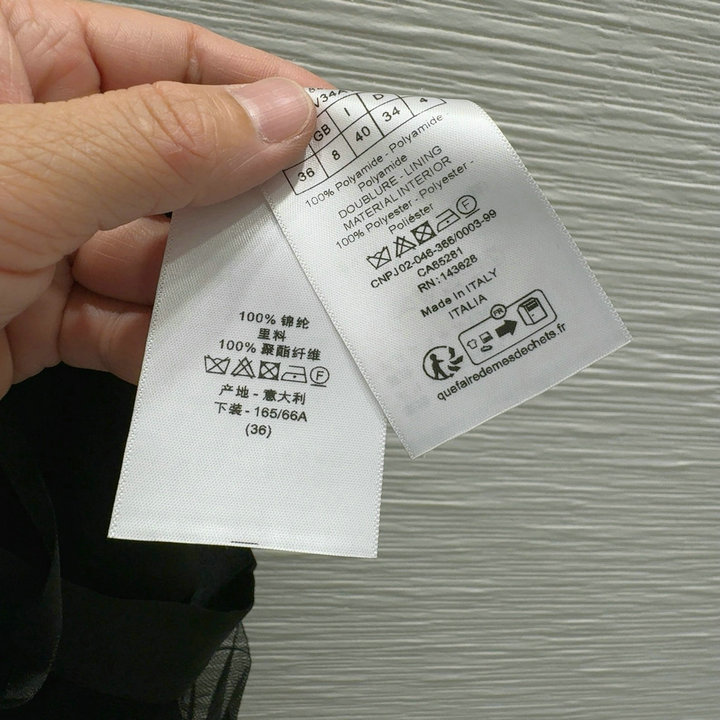 100% 锦纶
里料
100% 聚酯纤维
F
产地 - 意大利
下装 - 165/66A
(36)
GB I D
36 8 40 34 4
100% Polyamide - Polyamide
Polyamide
DOUBLURE - LINING
MATERIAL INTERIOR
100% Polyester - Polyester -
Poliéster
F
CNPJ02-046-366/0003-99
CA65281
RN: 143628
Made in ITALY
ITALIA
FR
quefairedemesdechets.fr